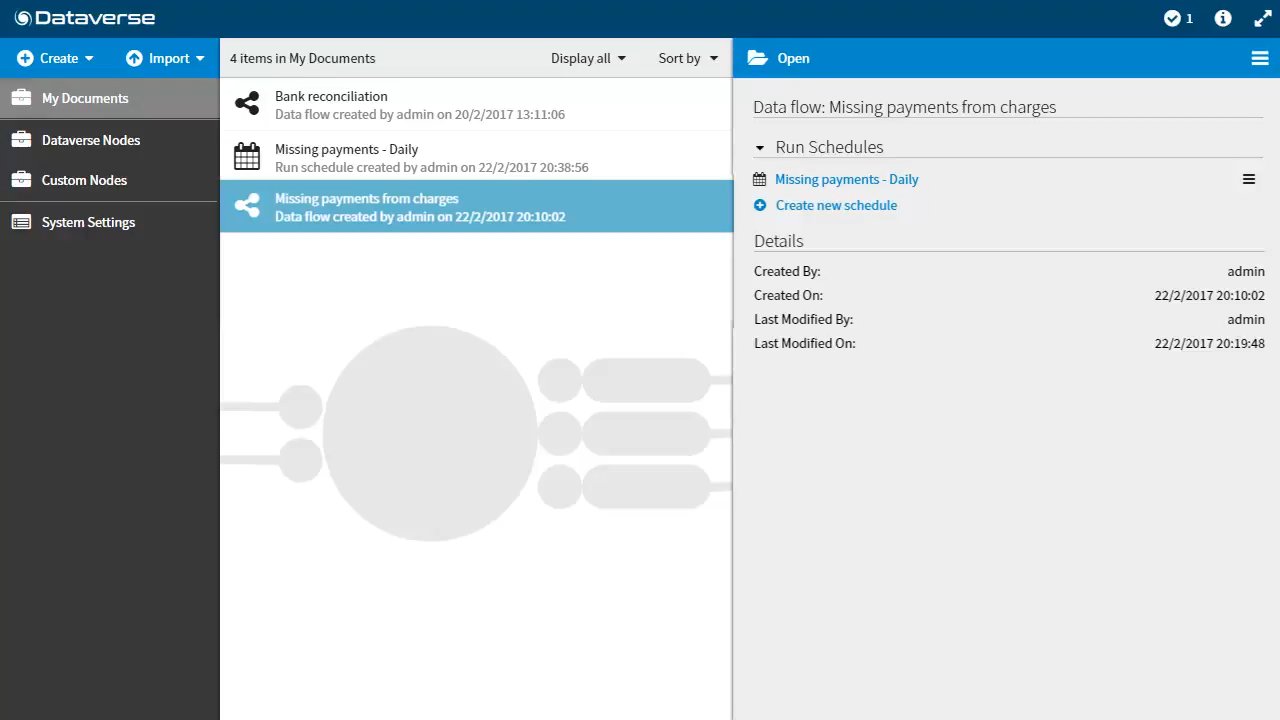 Dataverse
1
Create
Import
4 items in My Documents
Display all
Sort by
Open
My Documents
Dataverse Nodes
Custom Nodes
System Settings
Bank reconciliation
Data flow created by admin on 20/2/2017 13:11:06
Missing payments - Daily
Run schedule created by admin on 22/2/2017 20:38:56
Missing payments from charges
Data flow created by admin on 22/2/2017 20:10:02
Data flow: Missing payments from charges
Run Schedules
Missing payments - Daily
Create new schedule
Details
Created By: admin
Created On: 22/2/2017 20:10:02
Last Modified By: admin
Last Modified On: 22/2/2017 20:19:48